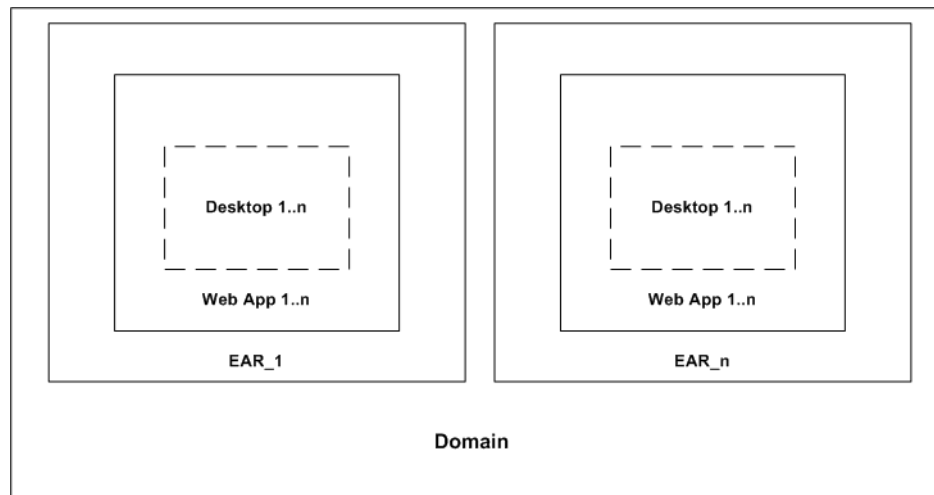 Desktop 1..n
Web App 1..n
EAR_1
Desktop 1..n
Web App 1..n
EAR_n
Domain